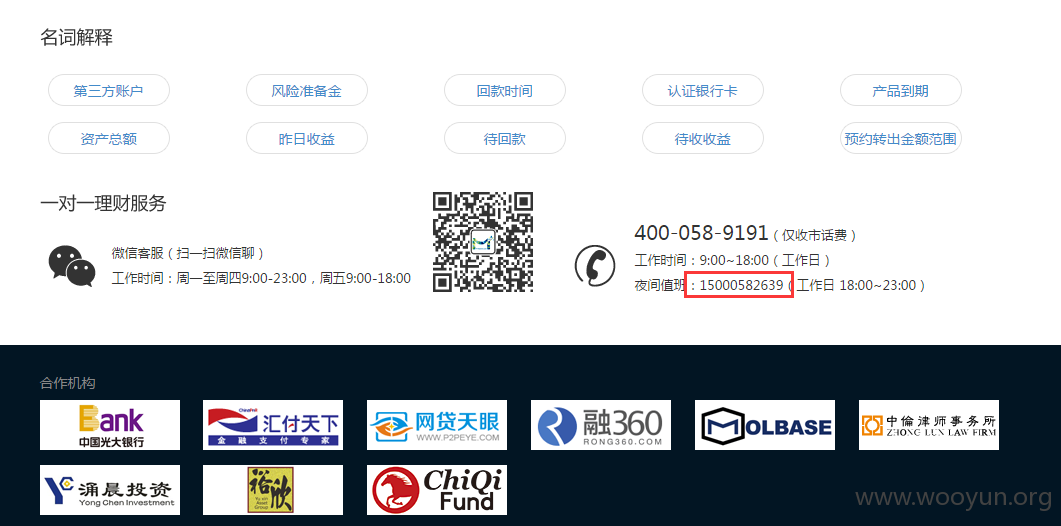 名词解释
第三方账户 风险准备金 回款时间 认证银行卡 产品到期
资产总额 昨日收益 待回款 待收收益 预约转出金额范围
一对一理财服务
微信客服（扫一扫微信聊）
工作时间：周一至周四9:00-23:00，周五9:00-18:00
400-058-9191（仅收市话费）
工作时间：9:00~18:00（工作日）
夜间值班：15000582639（工作日 18:00~23:00）
合作机构
Bank
中国光大银行
ChinaPnR
汇付天下
金融支付专家
网贷天眼
WWW.P2PEYE.COM
融360
RONG360.COM
MOLBASE
中倫律师事务所
ZHONG LUN LAW FIRM
涌晨投资
Yong Chen Investment
裕欣
ChiQi
Fund
www.wooyun.org